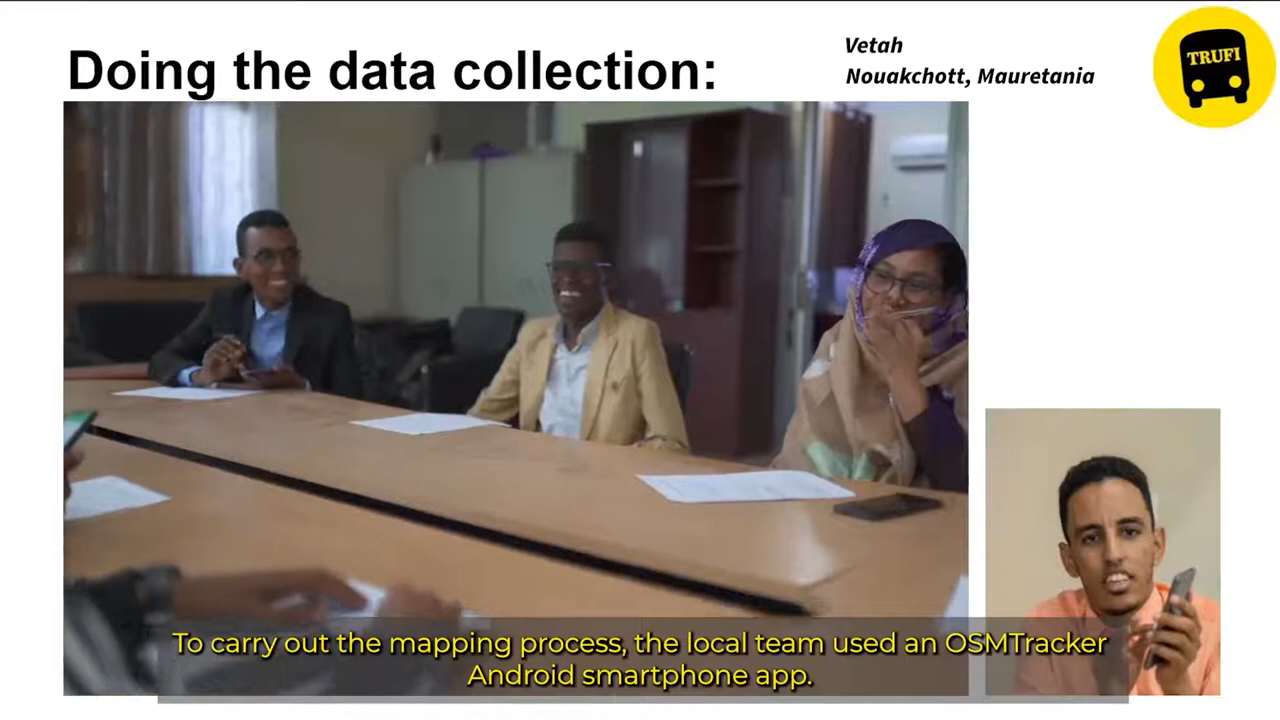 Doing the data collection:
Vetah
Nouakchott, Mauretania
TRUFI
To carry out the mapping process, the local team used an OSMTracker
Android smartphone app.